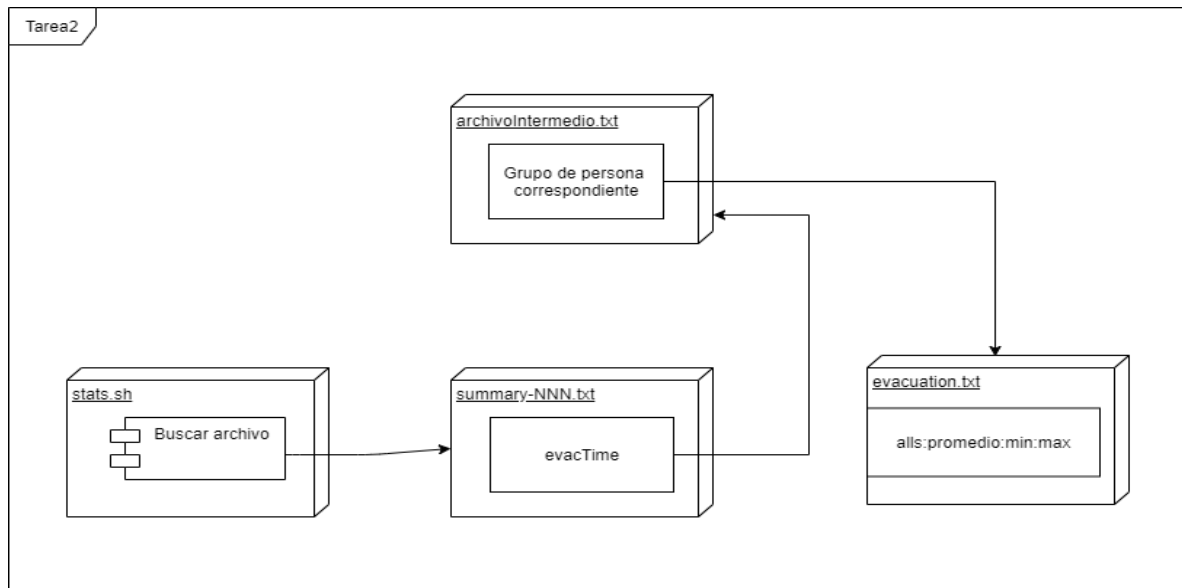 Tarea2
archivoIntermedio.txt
Grupo de persona
correspondiente
stats.sh
Buscar archivo
summary-NNN.txt
evacTime
evacuation.txt
alls:promedio:min:max